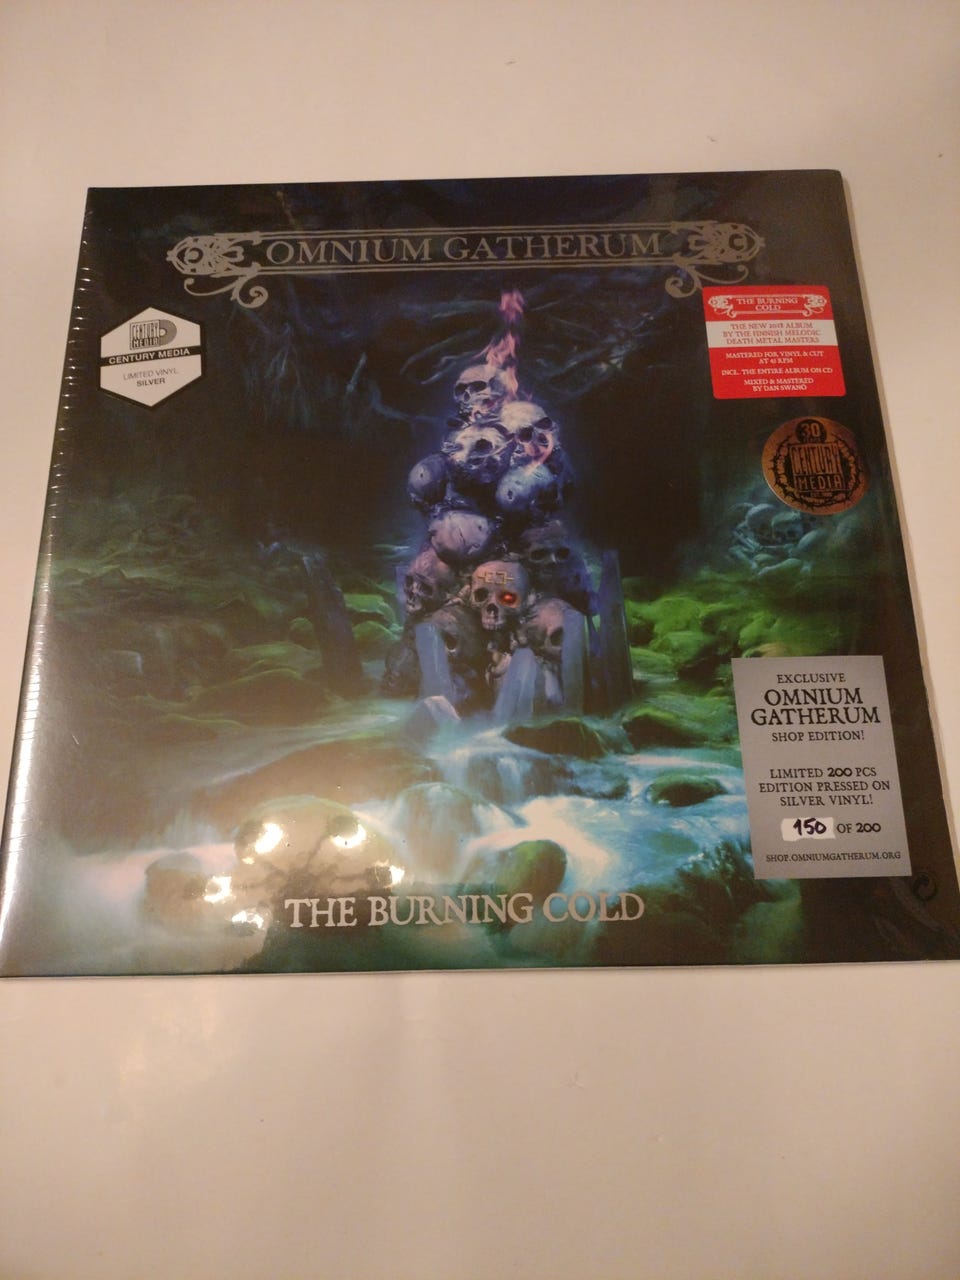 OMNIUM GATHERUM
CENTURY
MEDIA
CENTURY MEDIA
LIMITED VINYL
SILVER
THE BURNING
COLD
THE NEW 2018 ALBUM
BY THE FINNISH MELODIC
DEATH METAL MASTERS
MASTERED FOR VINYL & CUT
AT 45 RPM
INCL. THE ENTIRE ALBUM ON CD
MIXED & MASTERED
BY DAN SWANÖ
30
CENTURY
MEDIA
EXCLUSIVE
OMNIUM
GATHERUM
SHOP EDITION!
LIMITED 200 PCS
EDITION PRESSED ON
SILVER VINYL!
150 OF 200
SHOP.OMNIUMGATHERUM.ORG
THE BURNING COLD